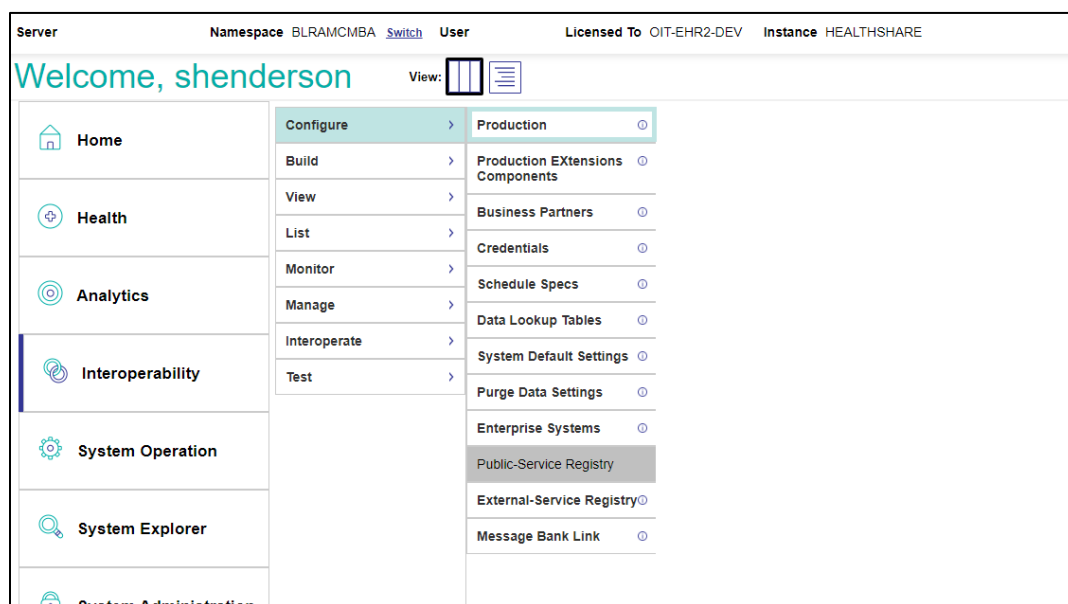 Server Namespace BLRAMCMBA Switch User Licensed To OIT-EHR2-DEV Instance HEALTHSHARE
Welcome, shenderson View:
Home
Health
Analytics
Interoperability
System Operation
System Explorer
System Administration
Configure
Build
View
List
Monitor
Manage
Interoperate
Test
Production
Production EXtensions
Components
Business Partners
Credentials
Schedule Specs
Data Lookup Tables
System Default Settings
Purge Data Settings
Enterprise Systems
Public-Service Registry
External-Service Registry
Message Bank Link